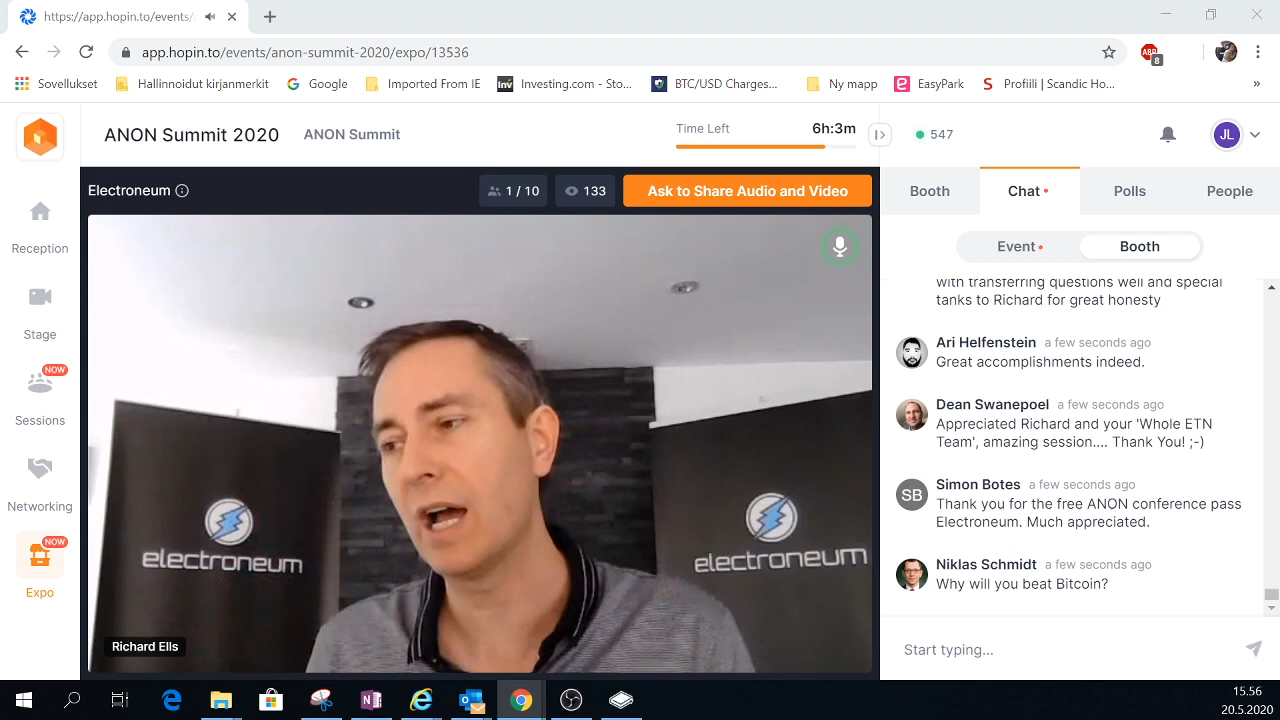 https://app.hopin.to/events/
app.hopin.to/events/anon-summit-2020/expo/13536
ABP
8
Sovellukset
Hallinnoidut kirjanmerkit
Google
Imported From IE
Inv
Investing.com - Sto...
BTC/USD Charges...
Ny mapp
EasyPark
S Profiili | Scandic Ho...
»
ANON Summit 2020
ANON Summit
Time Left
6h:3m
547
JL
Reception
Stage
NOW
Sessions
Networking
NOW
Expo
Electroneum
1 / 10
133
Ask to Share Audio and Video
electroneum
electroneum
Richard Ells
Booth
Chat
Polls
People
Event
Booth
with transferring questions well and special
tanks to Richard for great honesty
Ari Helfenstein a few seconds ago
Great accomplishments indeed.
Dean Swanepoel a few seconds ago
Appreciated Richard and your 'Whole ETN
Team', amazing session.... Thank You! ;-)
SB
Simon Botes a few seconds ago
Thank you for the free ANON conference pass
Electroneum. Much appreciated.
Niklas Schmidt a few seconds ago
Why will you beat Bitcoin?
Start typing...
15.56
20.5.2020